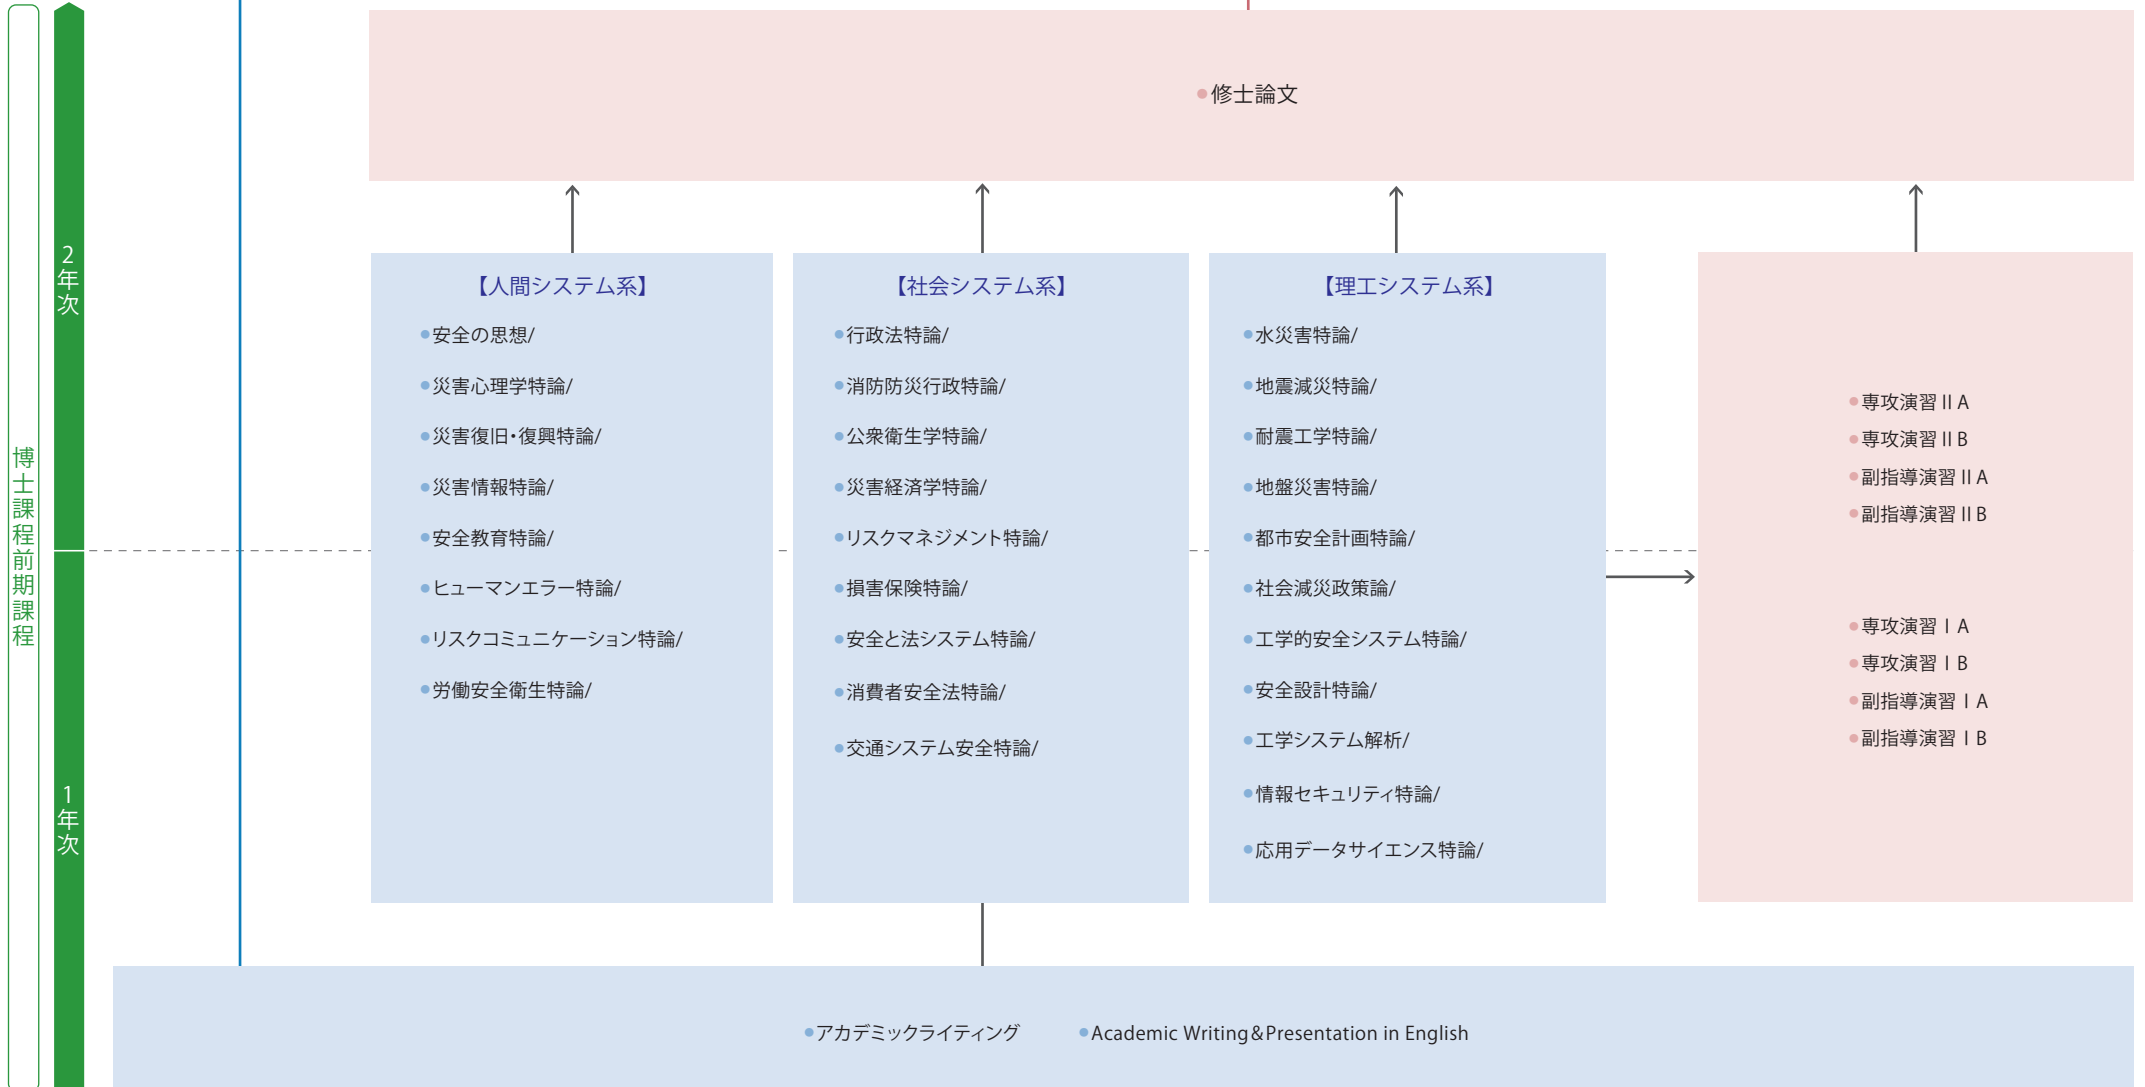 博士課程前期課程
2年次
1年次
●修士論文
【人間システム系】
●安全の思想/
●災害心理学特論/
●災害復旧・復興特論/
●災害情報特論/
●安全教育特論/
●ヒューマンエラー特論/
●リスクコミュニケーション特論/
●労働安全衛生特論/
【社会システム系】
●行政法特論/
●消防防災行政特論/
●公衆衛生学特論/
●災害経済学特論/
●リスクマネジメント特論/
●損害保険特論/
●安全と法システム特論/
●消費者安全法特論/
●交通システム安全特論/
【理工システム系】
●水災害特論/
●地震減災特論/
●耐震工学特論/
●地盤災害特論/
●都市安全計画特論/
●社会減災政策論/
●工学的安全システム特論/
●安全設計特論/
●工学システム解析/
●情報セキュリティ特論/
●応用データサイエンス特論/
●専攻演習ⅡA
●専攻演習ⅡB
●副指導演習ⅡA
●副指導演習ⅡB
●専攻演習ⅠA
●専攻演習ⅠB
●副指導演習ⅠA
●副指導演習ⅠB
●アカデミックライティング
●Academic Writing&Presentation in English